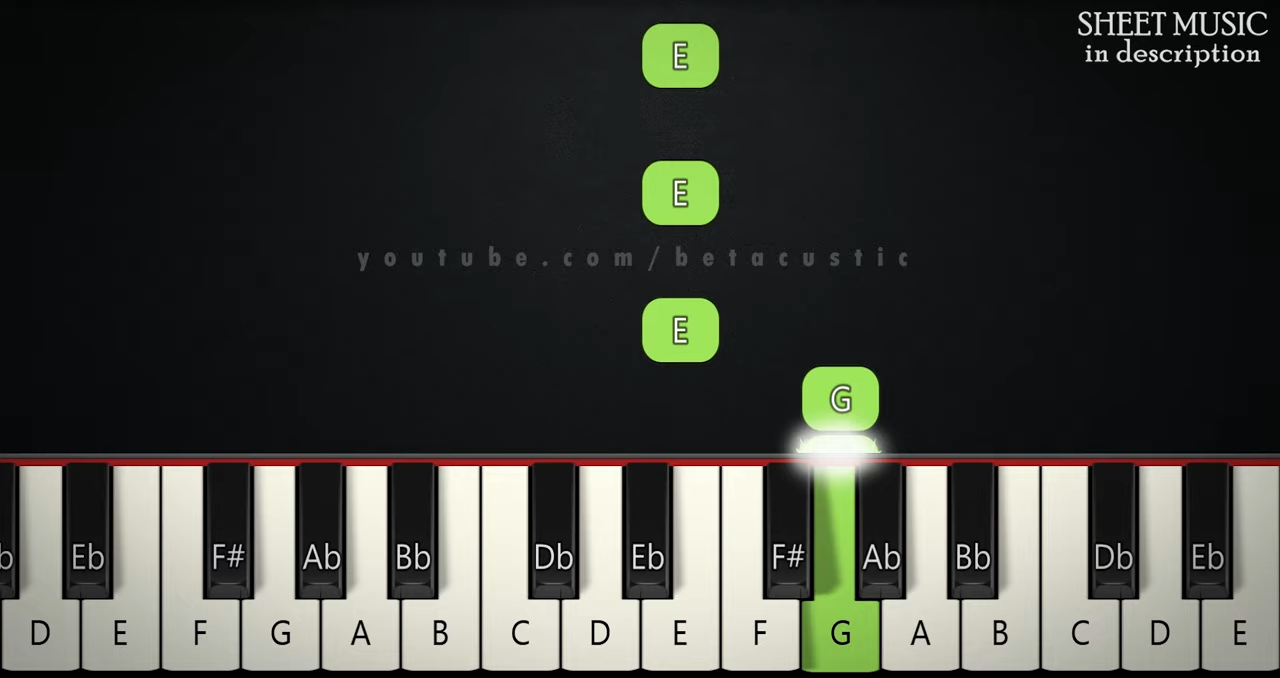 SHEET MUSIC
in description
E
E
youtube.com/betacustic
E
G
b Eb F# Ab Bb Db Eb F# Ab Bb Db Eb
D E F G A B C D E F G A B C D E